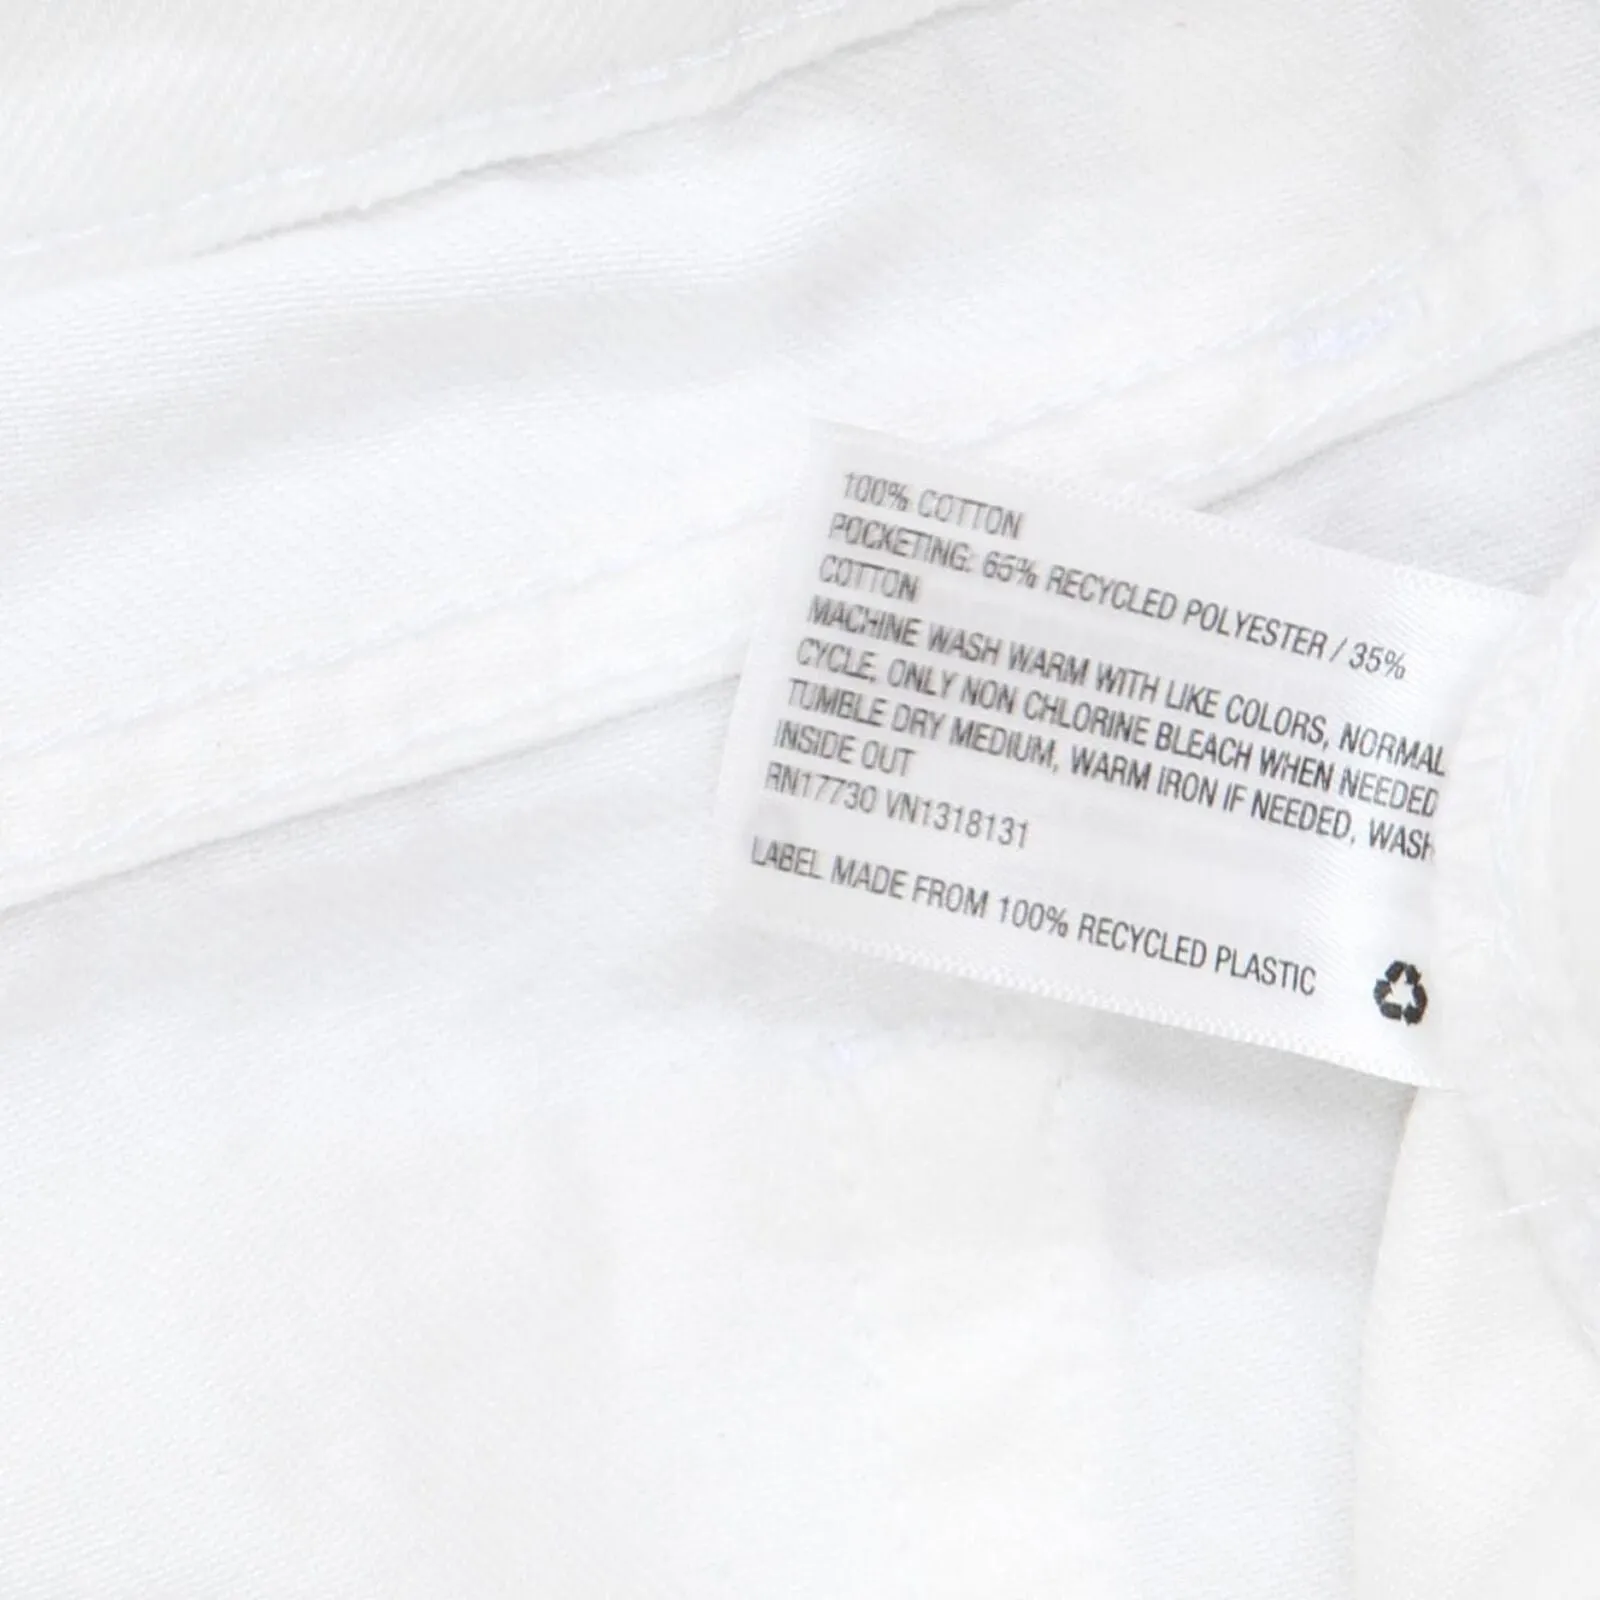 100% COTTON
POCKETING: 65% RECYCLED POLYESTER / 35%
COTTON
MACHINE WASH WARM WITH LIKE COLORS, NORMAL
CYCLE, ONLY NON CHLORINE BLEACH WHEN NEEDED
TUMBLE DRY MEDIUM, WARM IRON IF NEEDED, WASH
INSIDE OUT
RN17730 VN1318131
LABEL MADE FROM 100% RECYCLED PLASTIC